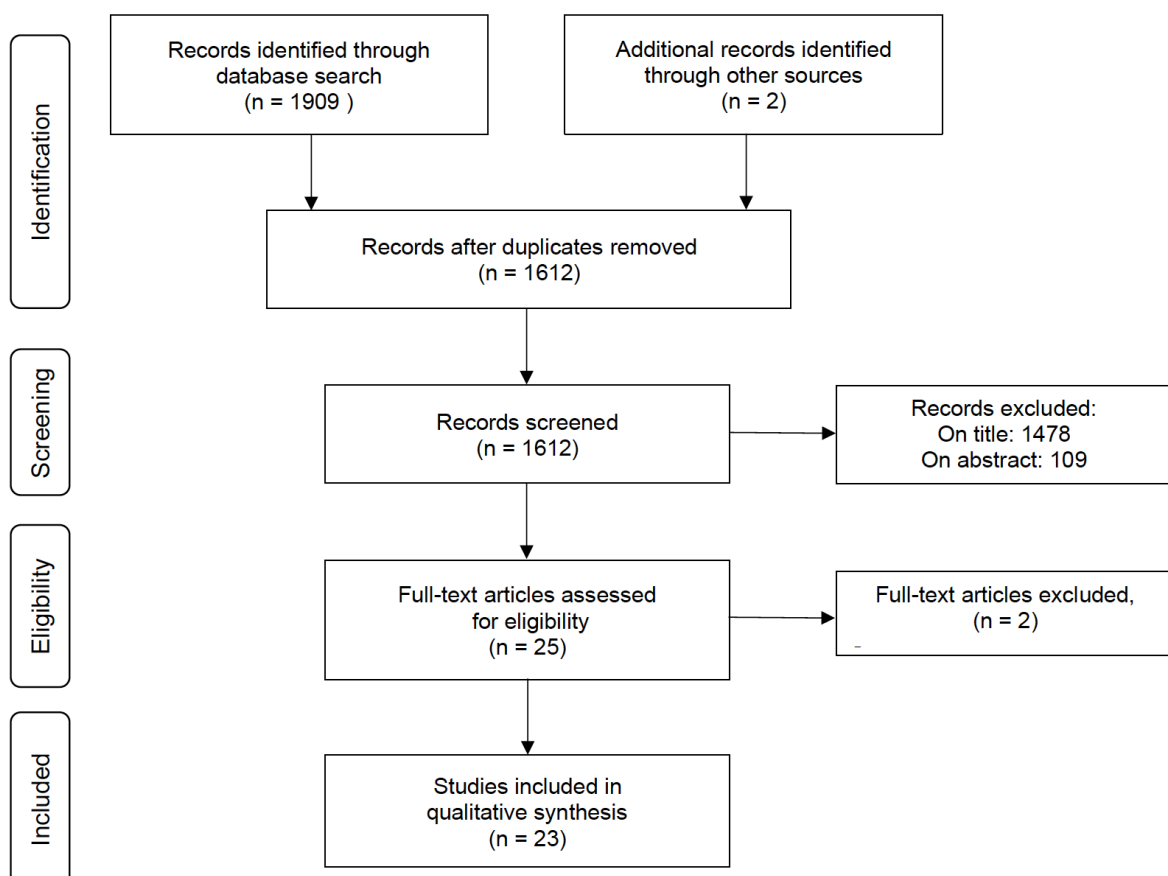 Identification
Records identified through
database search
(n = 1909 )
Additional records identified
through other sources
(n = 2)
Records after duplicates removed
(n = 1612)
Screening
Records screened
(n = 1612)
Records excluded:
On title: 1478
On abstract: 109
Eligibility
Full-text articles assessed
for eligibility
(n = 25)
Full-text articles excluded,
(n = 2)
-
Included
Studies included in
qualitative synthesis
(n = 23)